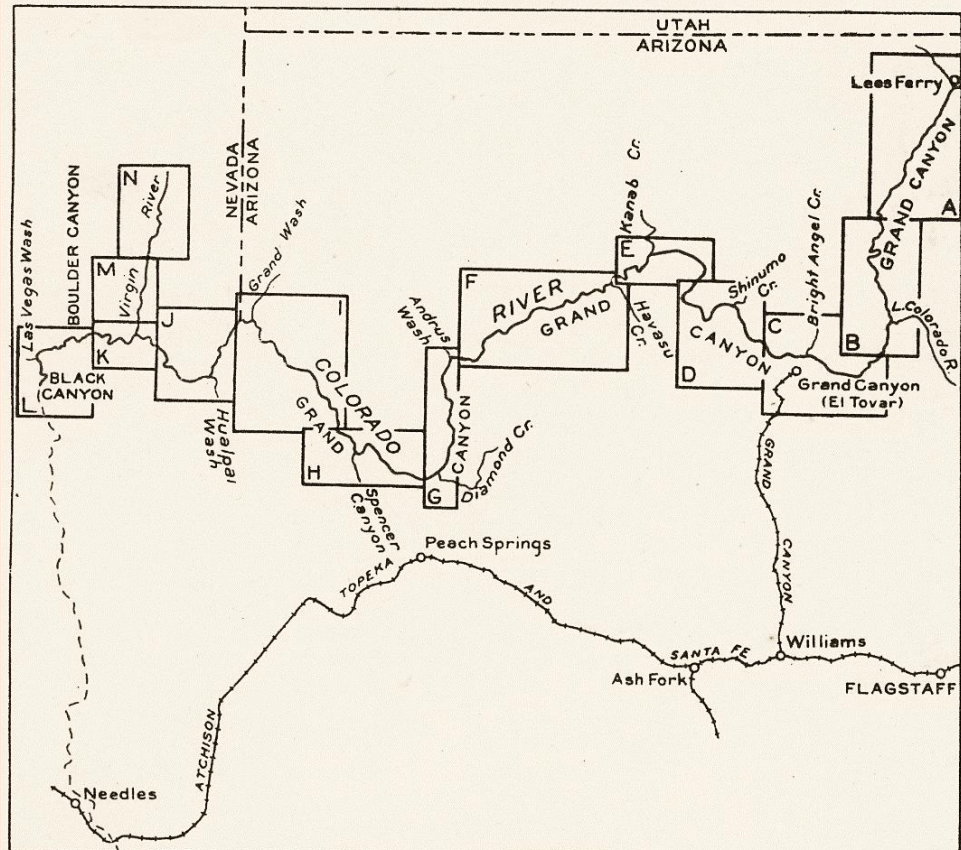 UTAH
ARIZONA
Lees Ferry
GRAND CANYON
A
NEVADA
ARIZONA
BOULDER CANYON
N
River
Las Vegas Wash
M
Virgin
Grand Wash
Kanab Cr.
E
Bright Angel Cr.
GRAND CANYON
F
RIVER
GRAND
Andrus
Wash
Havasu
Cr.
Shinumo
Cr.
CANYON
C
L. Colorado R.
B
J
I
K
BLACK
CANYON
L
D
Grand Canyon
(El Tovar)
Hualpai
Wash
COLORADO
GRAND
CANYON
H
G
Diamond Cr.
Spencer
Canyon
GRAND
CANYON
Peach Springs
TOPEKA
AND
SANTA FE
Williams
Ash Fork
FLAGSTAFF
ATCHISON
Needles